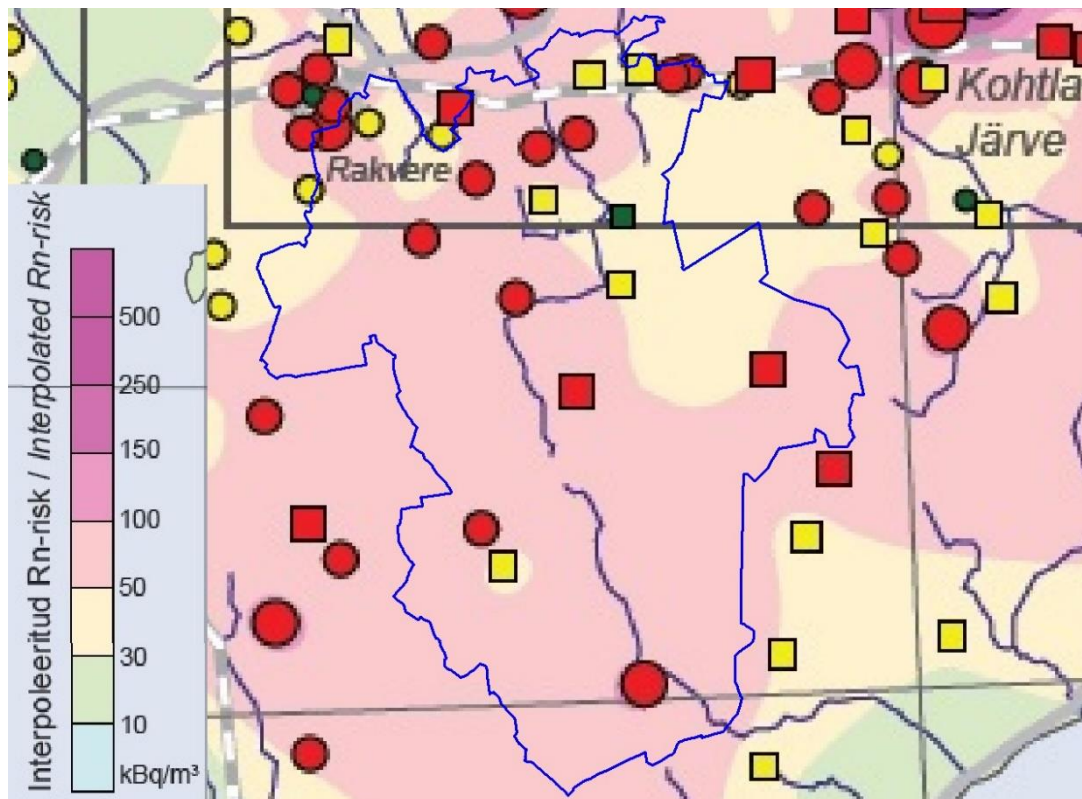 Kohtla
Järve
Rakvere
Interpoleeritud Rn-risk / Interpolated Rn-risk
500
250
150
100
50
30
10
kBq/m³